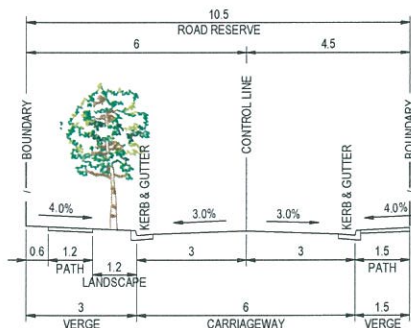 10.5
ROAD RESERVE
6
4.5
BOUNDARY
KERB & GUTTER
CONTROL LINE
KERB & GUTTER
BOUNDARY
4.0%
3.0%
3.0%
4.0%
0.6
1.2
3
3
1.5
PATH
1.2
PATH
LANDSCAPE
3
6
1.5
VERGE
CARRIAGEWAY
VERGE